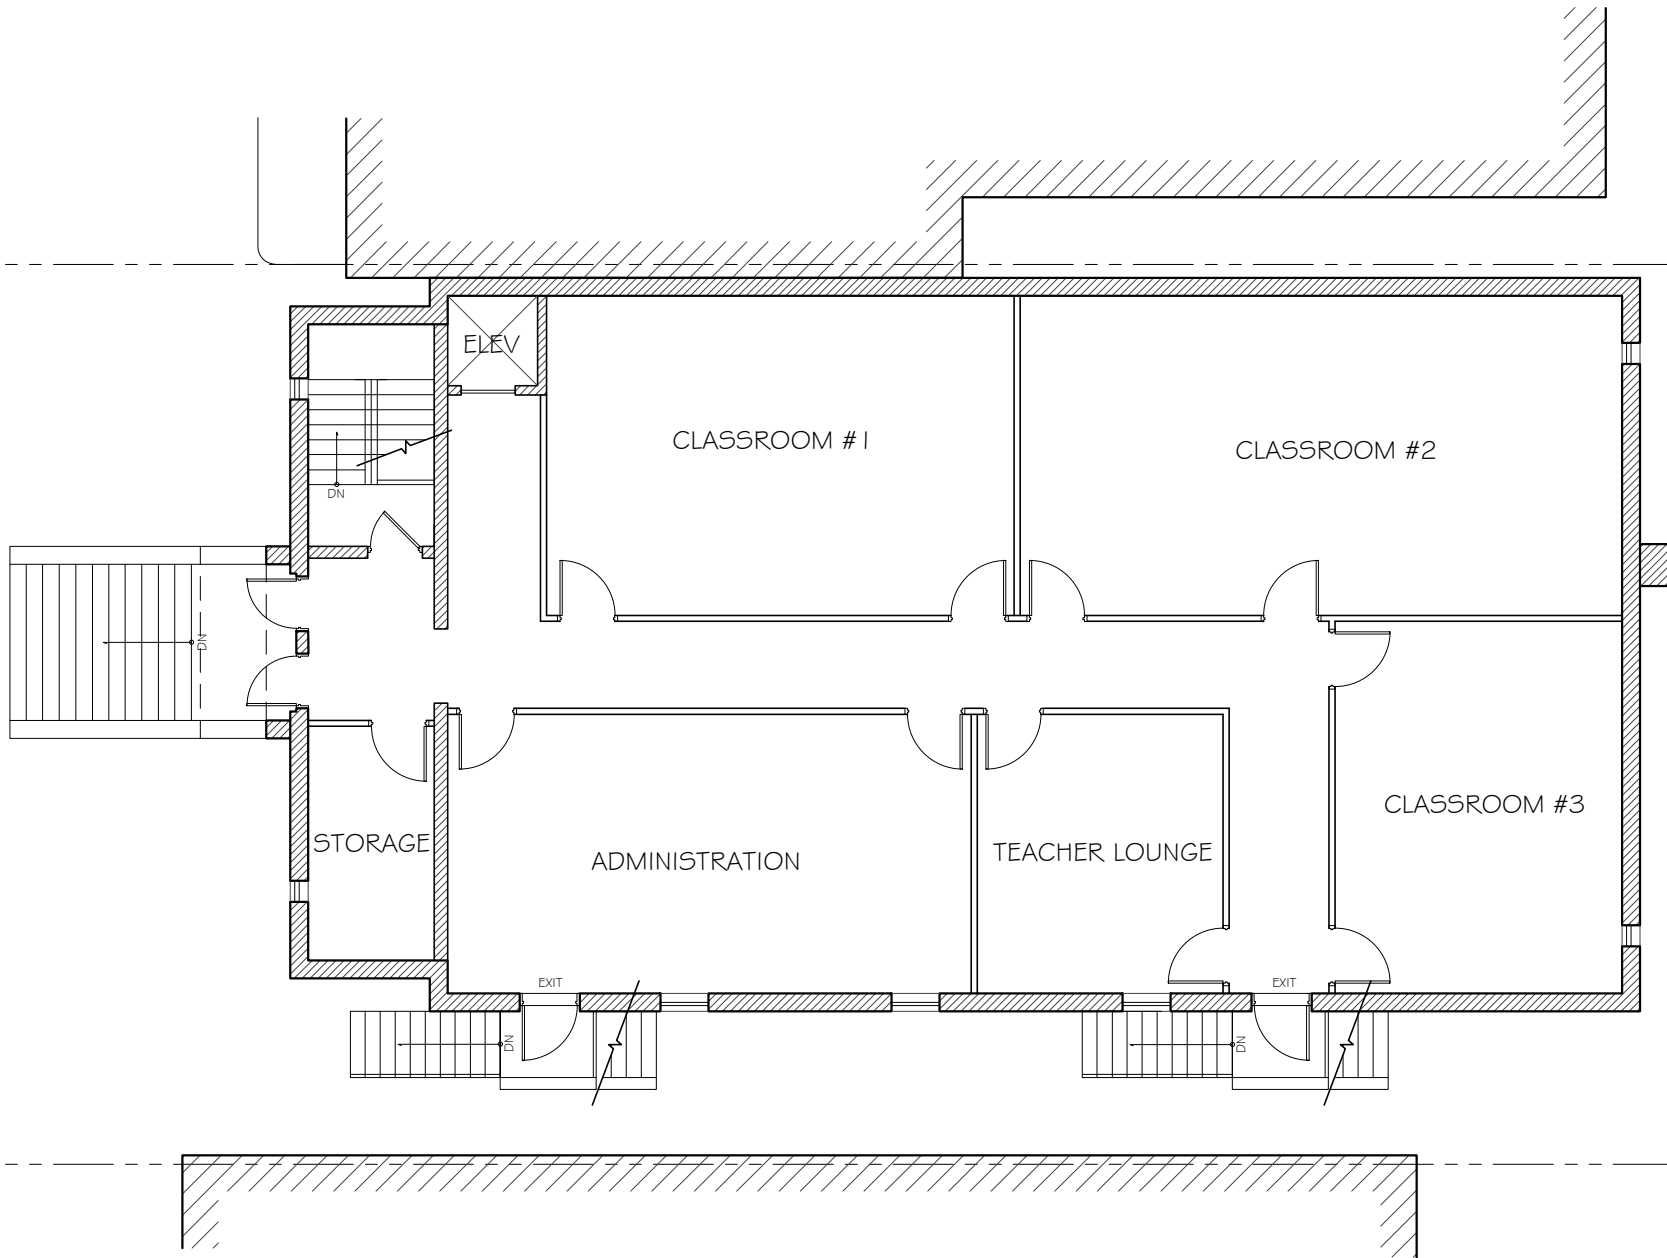 ELEV
CLASSROOM #1
CLASSROOM #2
DN
DN
CLASSROOM #3
STORAGE
ADMINISTRATION
TEACHER LOUNGE
EXIT
EXIT
DN
DN